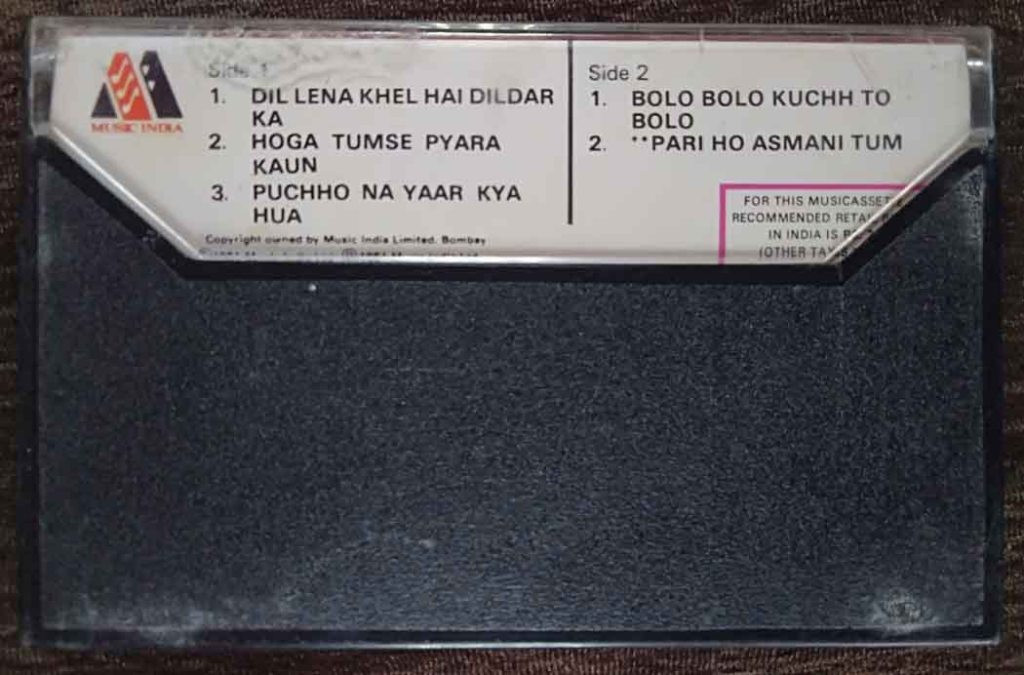 MUSIC INDIA
Side 1
1. DIL LENA KHEL HAI DILDAR
KA
2. HOGA TUMSE PYARA
KAUN
3. PUCHHO NA YAAR KYA
HUA
Copyright owned by Music India Limited. Bombay
Side 2
1. BOLO BOLO KUCHH TO
BOLO
2. **PARI HO ASMANI TUM
FOR THIS MUSICASSET
RECOMMENDED
IN INDIA IS
(OTHER